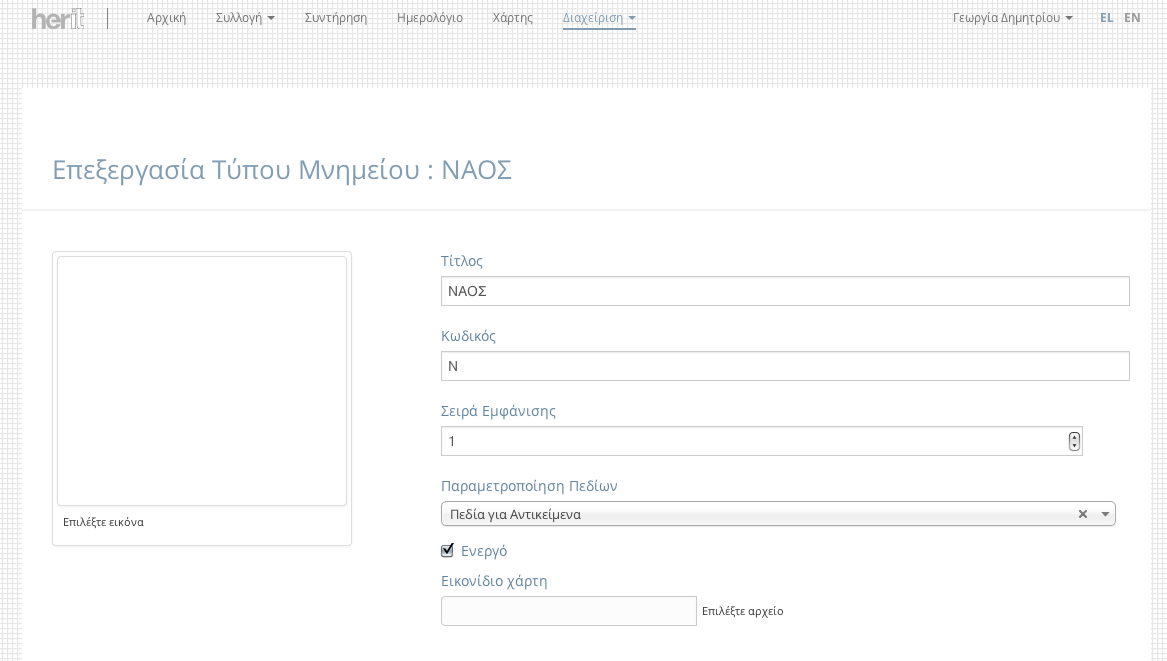 herit
Αρχική Συλλογή Συντήρηση Ημερολόγιο Χάρτης Διαχείριση Γεωργία Δημητρίου EL EN
Επεξεργασία Τύπου Μνημείου : ΝΑΟΣ
Τίτλος
ΝΑΟΣ
Κωδικός
Ν
Σειρά Εμφάνισης
1
Παραμετροποίηση Πεδίων
Πεδία για Αντικείμενα
Ενεργό
Εικονίδιο χάρτη
Επιλέξτε αρχείο
Επιλέξτε εικόνα